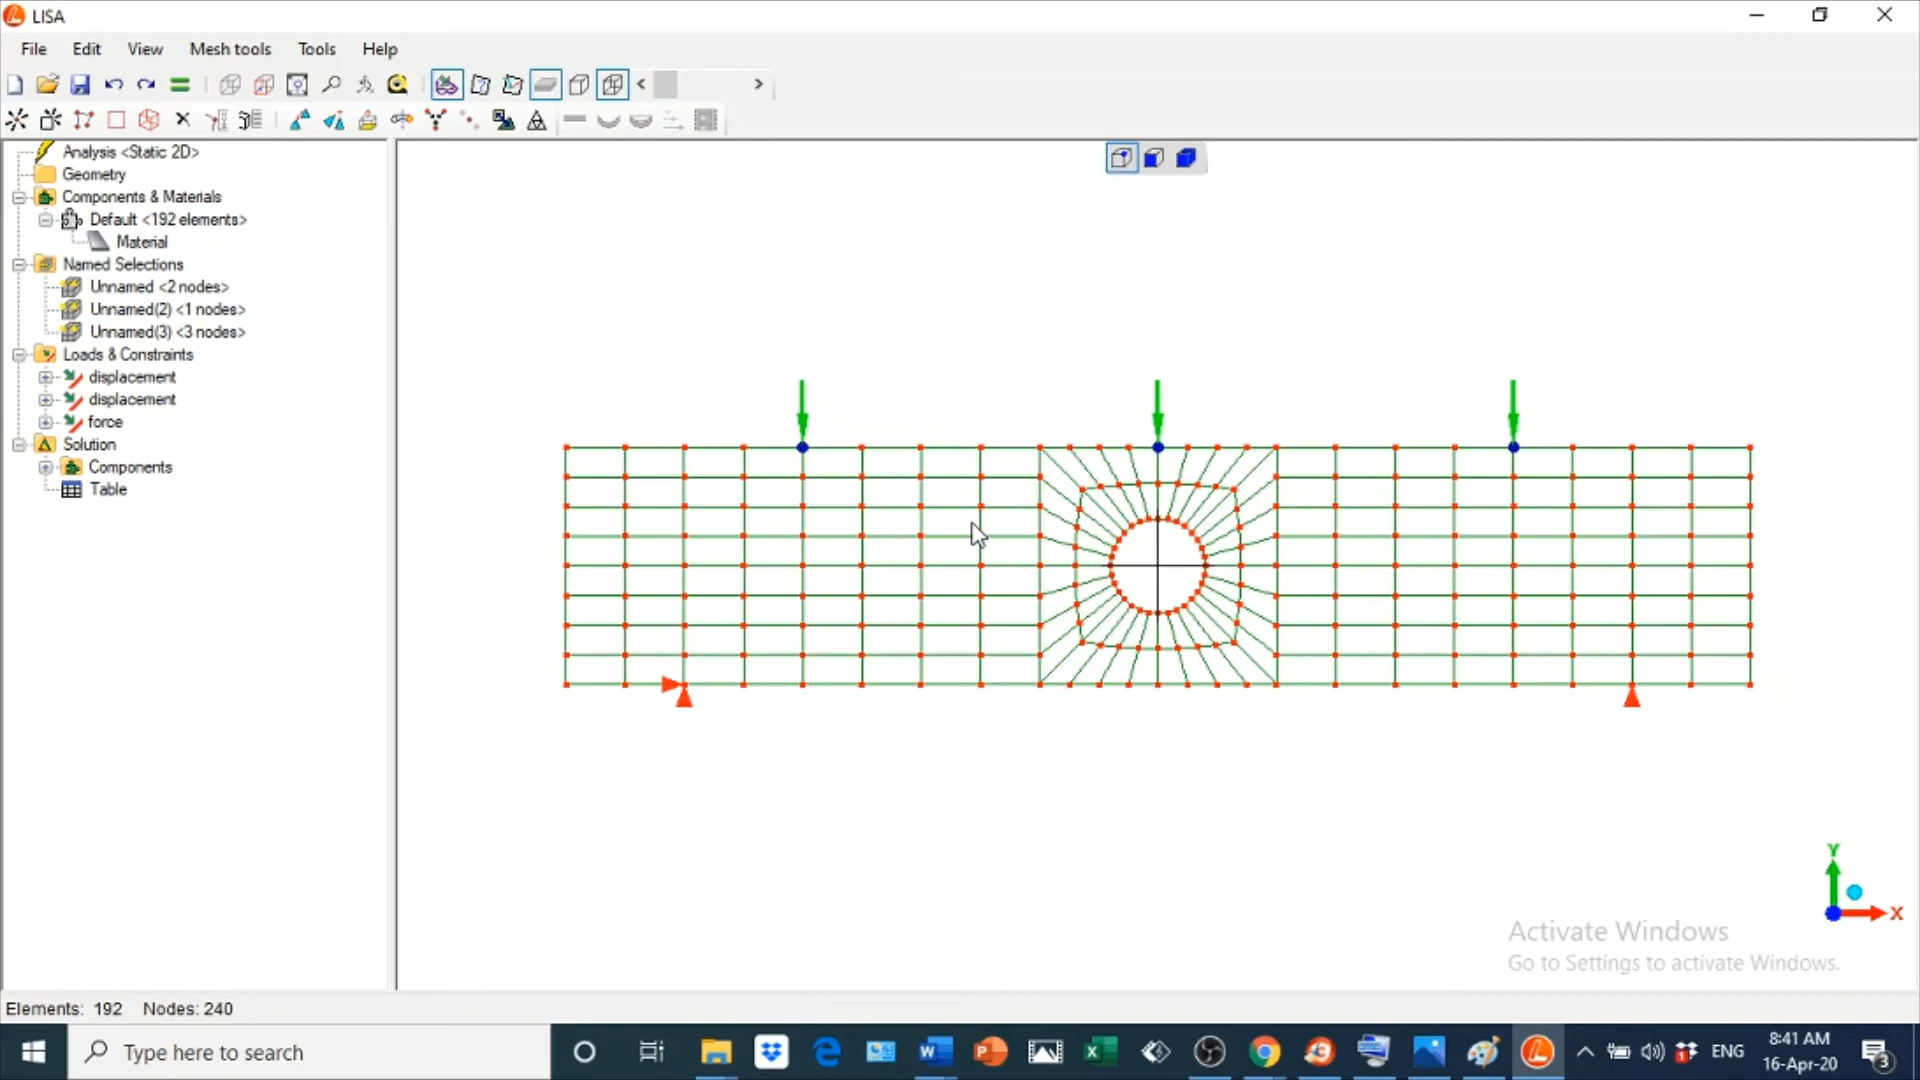 LISA
File Edit View Mesh tools Tools Help
Analysis <Static 2D>
Geometry
Components & Materials
Default <192 elements>
Material
Named Selections
Unnamed <2 nodes>
Unnamed(2) <1 nodes>
Unnamed(3) <3 nodes>
Loads & Constraints
displacement
displacement
force
Solution
Components
Table
Y
X
Activate Windows
Go to Settings to activate Windows.
Elements: 192 Nodes: 240
Type here to search
ENG
8:41 AM
16-Apr-20
3